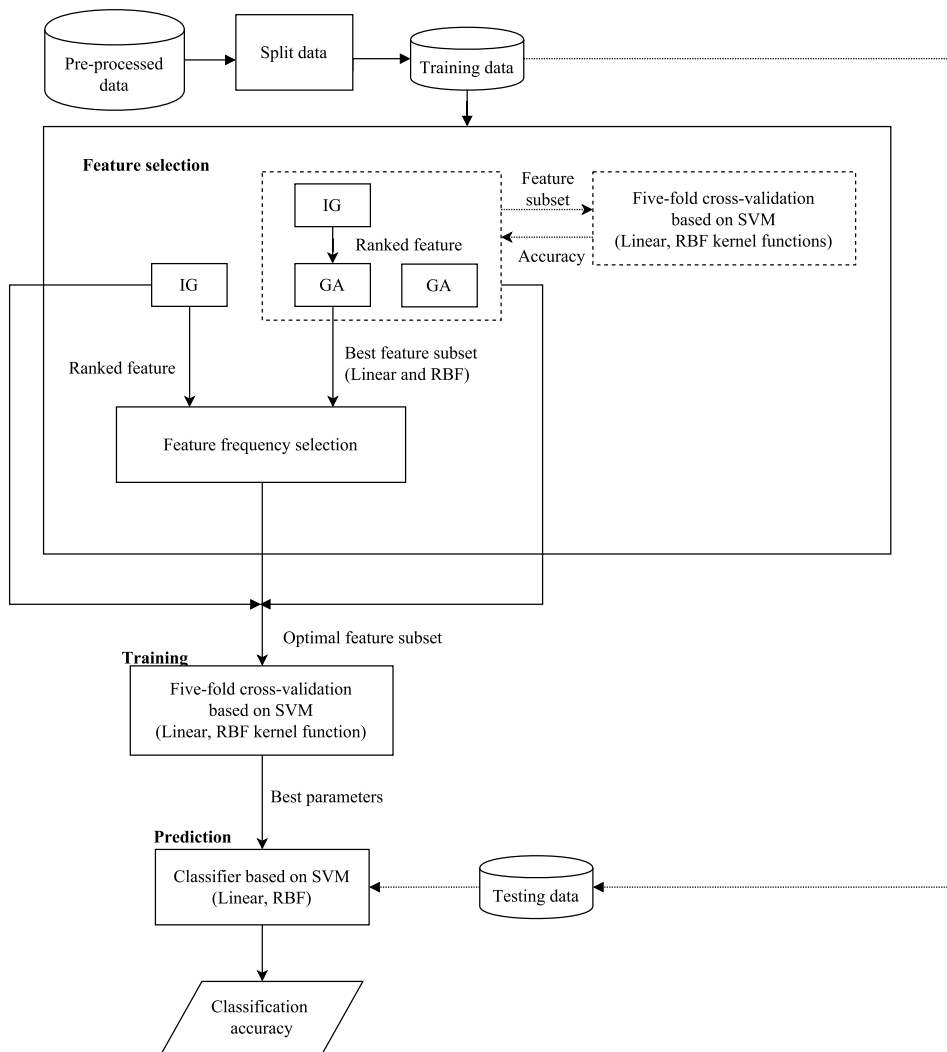 Pre-processed
data
Split data
Training data
Feature selection
IG
Ranked feature
GA
GA
Feature
subset
Accuracy
Five-fold cross-validation
based on SVM
(Linear, RBF kernel functions)
IG
Ranked feature
Best feature subset
(Linear and RBF)
Feature frequency selection
Optimal feature subset
Training
Five-fold cross-validation
based on SVM
(Linear, RBF kernel function)
Best parameters
Prediction
Classifier based on SVM
(Linear, RBF)
Testing data
Classification
accuracy